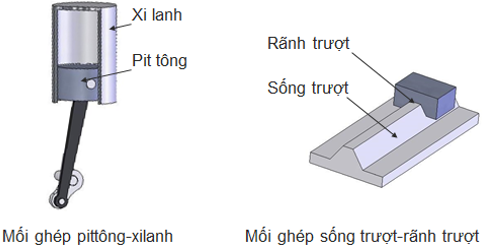 Xi lanh
Pit tông
Mối ghép pittông-xilanh
Rãnh trượt
Sống trượt
Mối ghép sống trượt-rãnh trượt